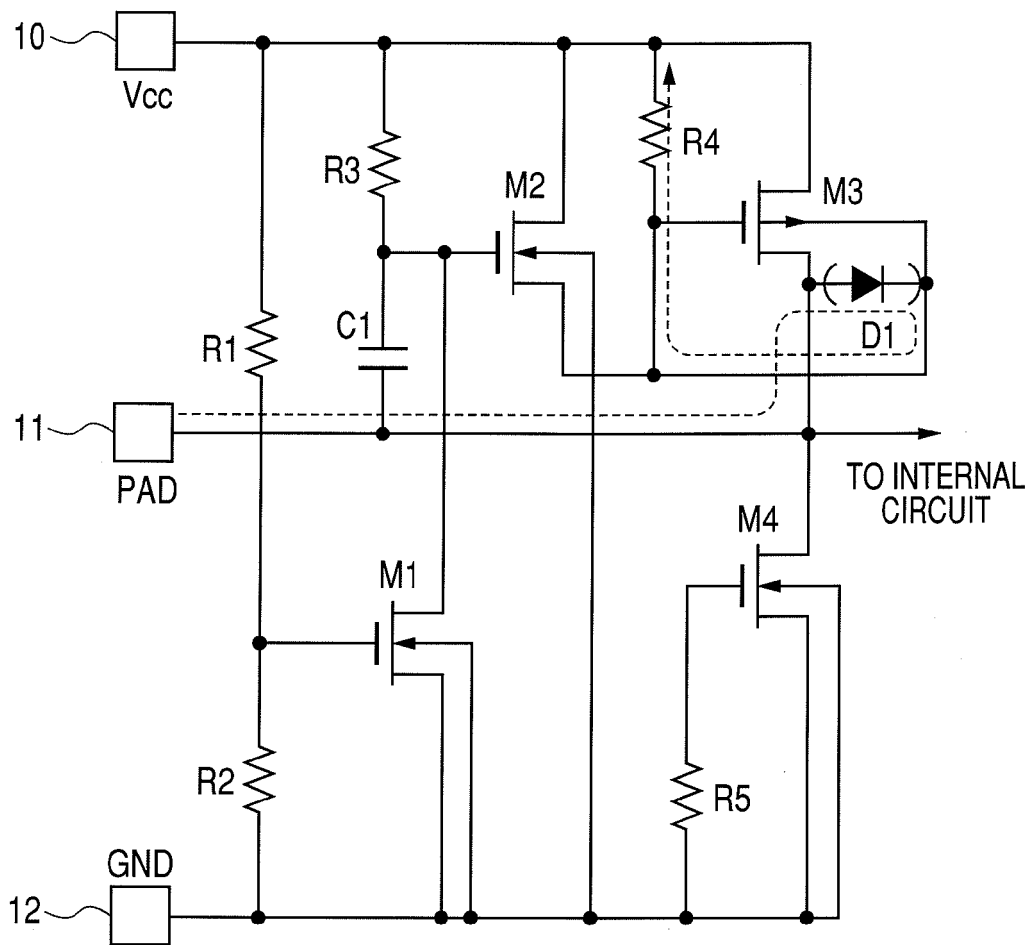 10
Vcc
R3
M2
R4
M3
R1
C1
D1
11
PAD
TO INTERNAL
CIRCUIT
M4
M1
R2
R5
GND
12